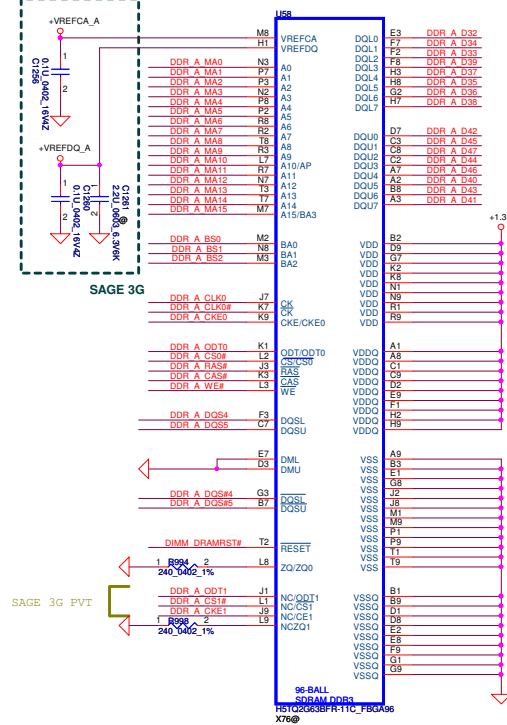 U58
+VREFCA_A
1
2
C1256
0.1U_0402_16V4Z
+VREFDQ_A
1
2
C1260
0.1U_0402_16V4Z
1
2
C1261
@
2.2U_0603_6.3V6K
SAGE 3G
M8 VREFCA
H1 VREFDQ
DDR_A_MA0 N3 A0
DDR_A_MA1 P7 A1
DDR_A_MA2 P3 A2
DDR_A_MA3 N2 A3
DDR_A_MA4 P8 A4
DDR_A_MA5 P2 A5
DDR_A_MA6 R8 A6
DDR_A_MA7 R2 A7
DDR_A_MA8 T8 A8
DDR_A_MA9 R3 A9
DDR_A_MA10 L7 A10/AP
DDR_A_MA11 R7 A11
DDR_A_MA12 N7 A12
DDR_A_MA13 T3 A13
DDR_A_MA14 T7 A14
DDR_A_MA15 M7 A15/BA3
DDR_A_BS0 M2 BA0
DDR_A_BS1 N8 BA1
DDR_A_BS2 M3 BA2
DDR_A_CLK0 J7 CK
DDR_A_CLK0# K7 CK
DDR_A_CKE0 K9 CKE/CKE0
DDR_A_ODT0 K1 ODT/ODT0
DDR_A_CS0# L2 CS/CS0
DDR_A_RAS# J3 RAS
DDR_A_CAS# K3 CAS
DDR_A_WE# L3 WE
DDR_A_DQS4 F3 DQSL
DDR_A_DQS5 C7 DQSU
E7 DML
D3 DMU
DDR_A_DQS#4 G3 DQSL
DDR_A_DQS#5 B7 DQSU
DIMM_DRAMRST# T2 RESET
1 R994 2 L8 ZQ/ZQ0
240_0402_1%
DDR_A_ODT1 J1 NC/ODT1
DDR_A_CS1# L1 NC/CS1
DDR_A_CKE1 J9 NC/CE1
1 R998 2 L9 NCZQ1
240_0402_1%
SAGE 3G PVT
DQL0 E3 DDR_A_D32
DQL1 F7 DDR_A_D34
DQL2 F2 DDR_A_D33
DQL3 F8 DDR_A_D39
DQL4 H3 DDR_A_D37
DQL5 H8 DDR_A_D35
DQL6 G2 DDR_A_D36
DQL7 H7 DDR_A_D38
DQU0 D7 DDR_A_D42
DQU1 C3 DDR_A_D45
DQU2 C8 DDR_A_D47
DQU3 C2 DDR_A_D44
DQU4 A7 DDR_A_D46
DQU5 A2 DDR_A_D40
DQU6 B8 DDR_A_D43
DQU7 A3 DDR_A_D41
+1.3
VDD B2
VDD D9
VDD G7
VDD K2
VDD K8
VDD N1
VDD N9
VDD R1
VDD R9
VDDQ A1
VDDQ A8
VDDQ C1
VDDQ C9
VDDQ D2
VDDQ E9
VDDQ F1
VDDQ H2
VDDQ H9
VSS A9
VSS B3
VSS E1
VSS G8
VSS J2
VSS J8
VSS M1
VSS M9
VSS P1
VSS P9
VSS T1
VSS T9
VSSQ B1
VSSQ B9
VSSQ D1
VSSQ D8
VSSQ E2
VSSQ E8
VSSQ F9
VSSQ G1
VSSQ G9
96-BALL
SDRAM DDR3
H5TQ2G63BFR-11C_FBGA96
X76@